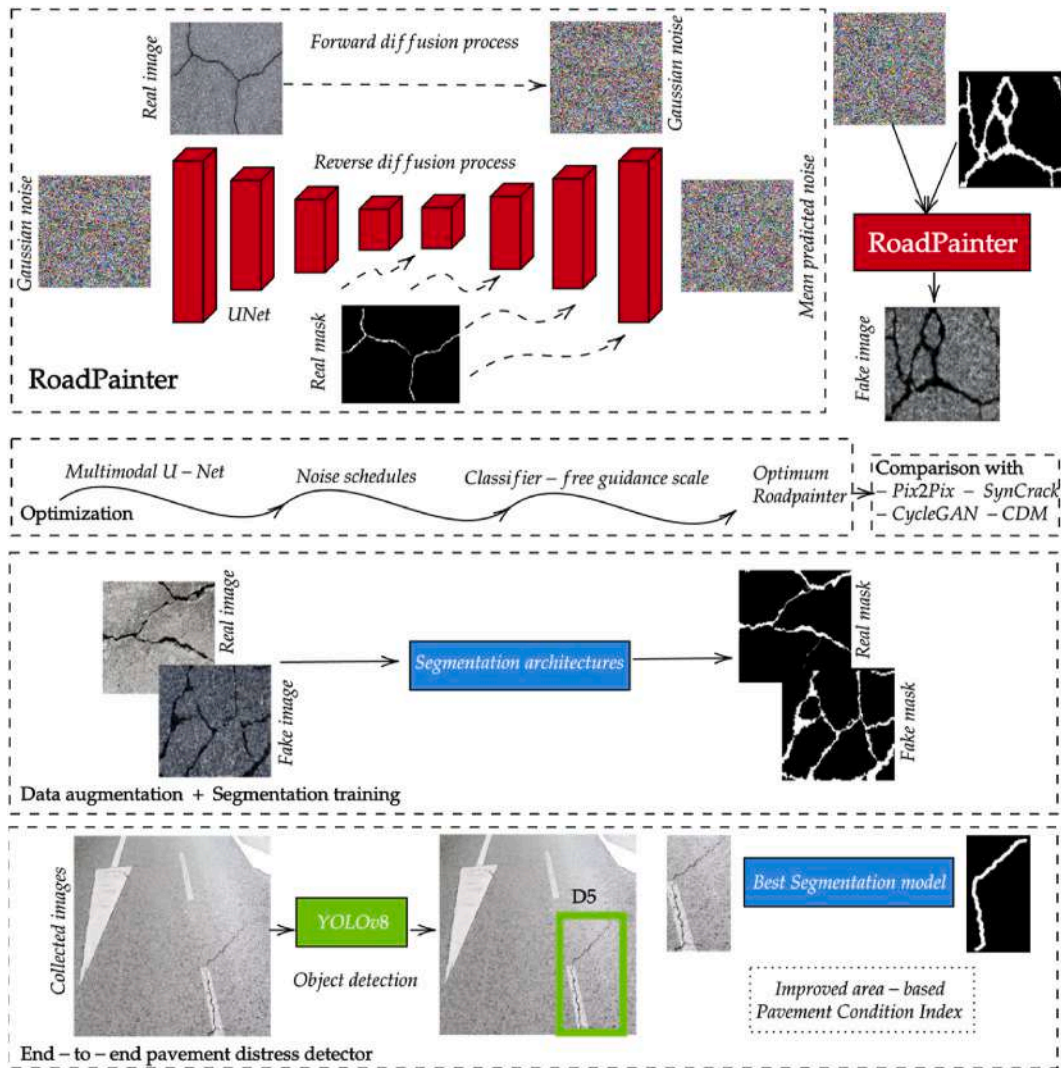 Real image
Forward diffusion process
Gaussian noise
Gaussian noise
Reverse diffusion process
Mean predicted noise
UNet
Real mask
RoadPainter
RoadPainter
Fake image
Multimodal U – Net
Noise schedules
Classifier – free guidance scale
Optimum
Roadpainter
Optimization
Comparison with
– Pix2Pix – SynCrack
– CycleGAN – CDM
Real image
Fake image
Segmentation architectures
Real mask
Fake mask
Data augmentation + Segmentation training
Collected images
YOLOv8
Object detection
D5
Best Segmentation model
Improved area – based
Pavement Condition Index
End – to – end pavement distress detector